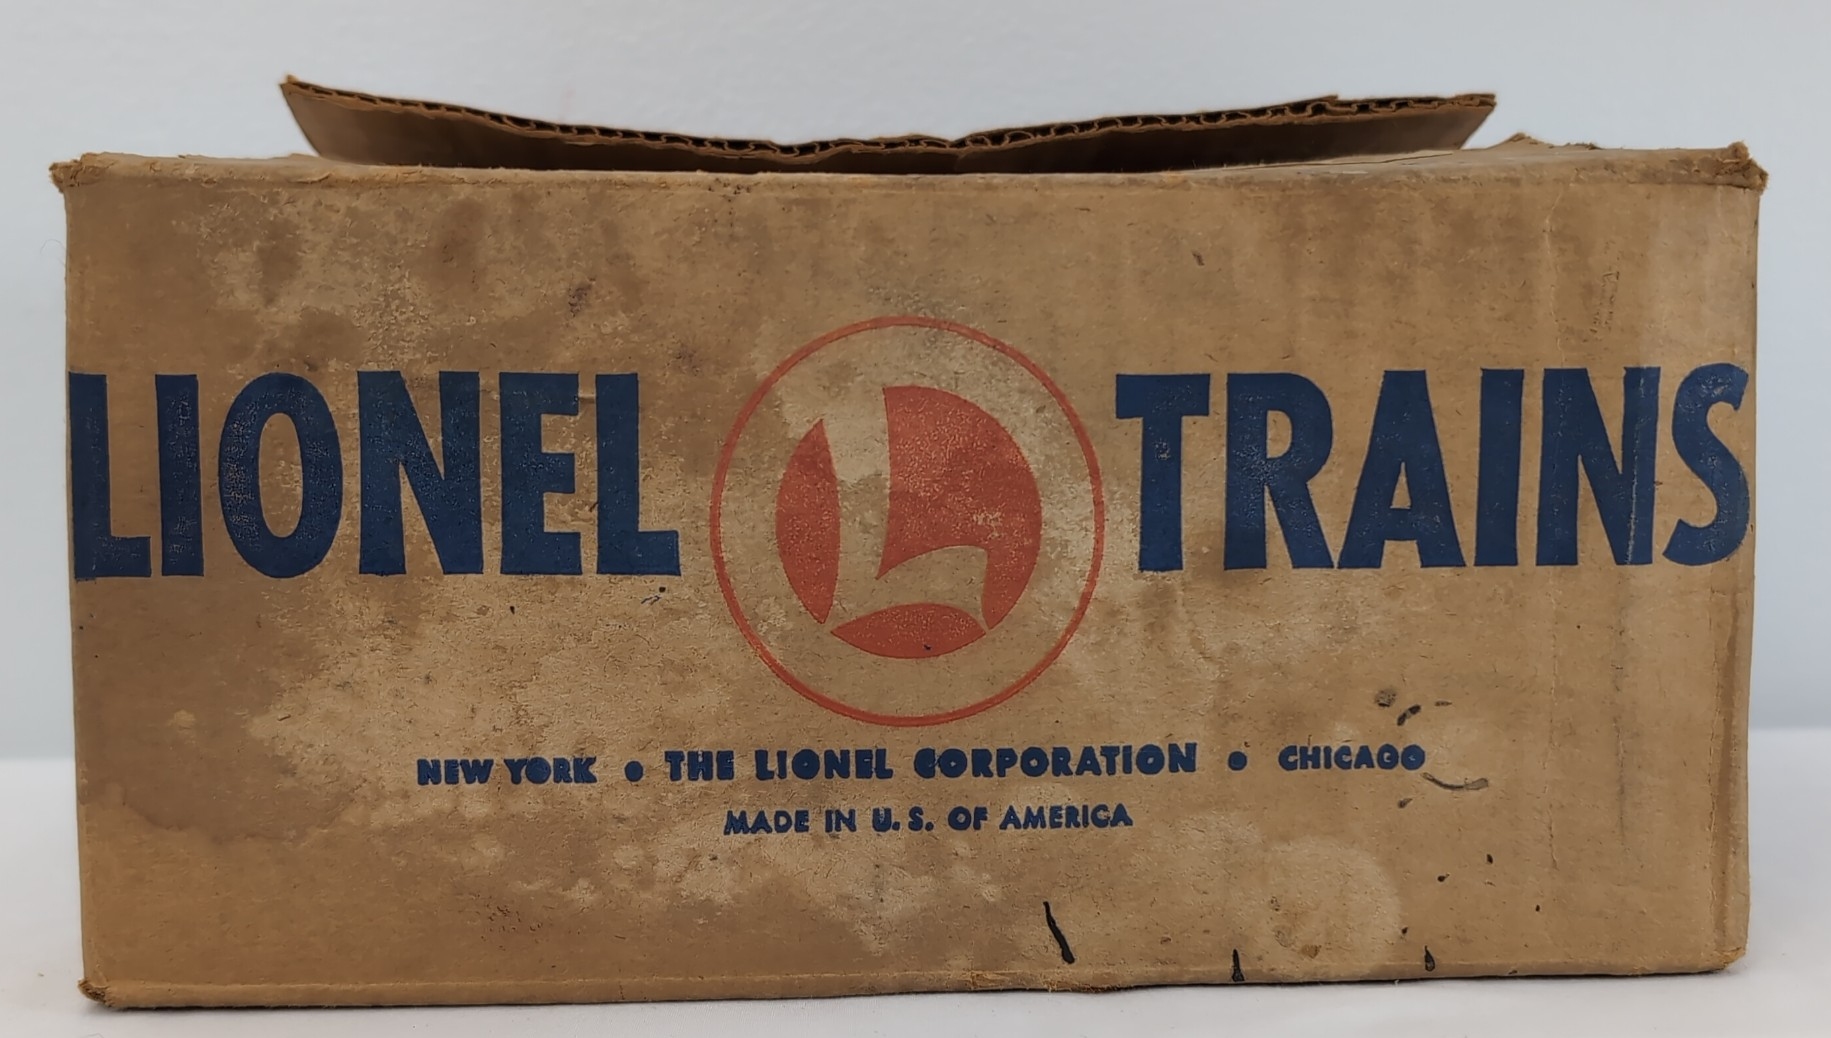 LIONEL L TRAINS
NEW YORK • THE LIONEL CORPORATION • CHICAGO
MADE IN U. S. OF AMERICA